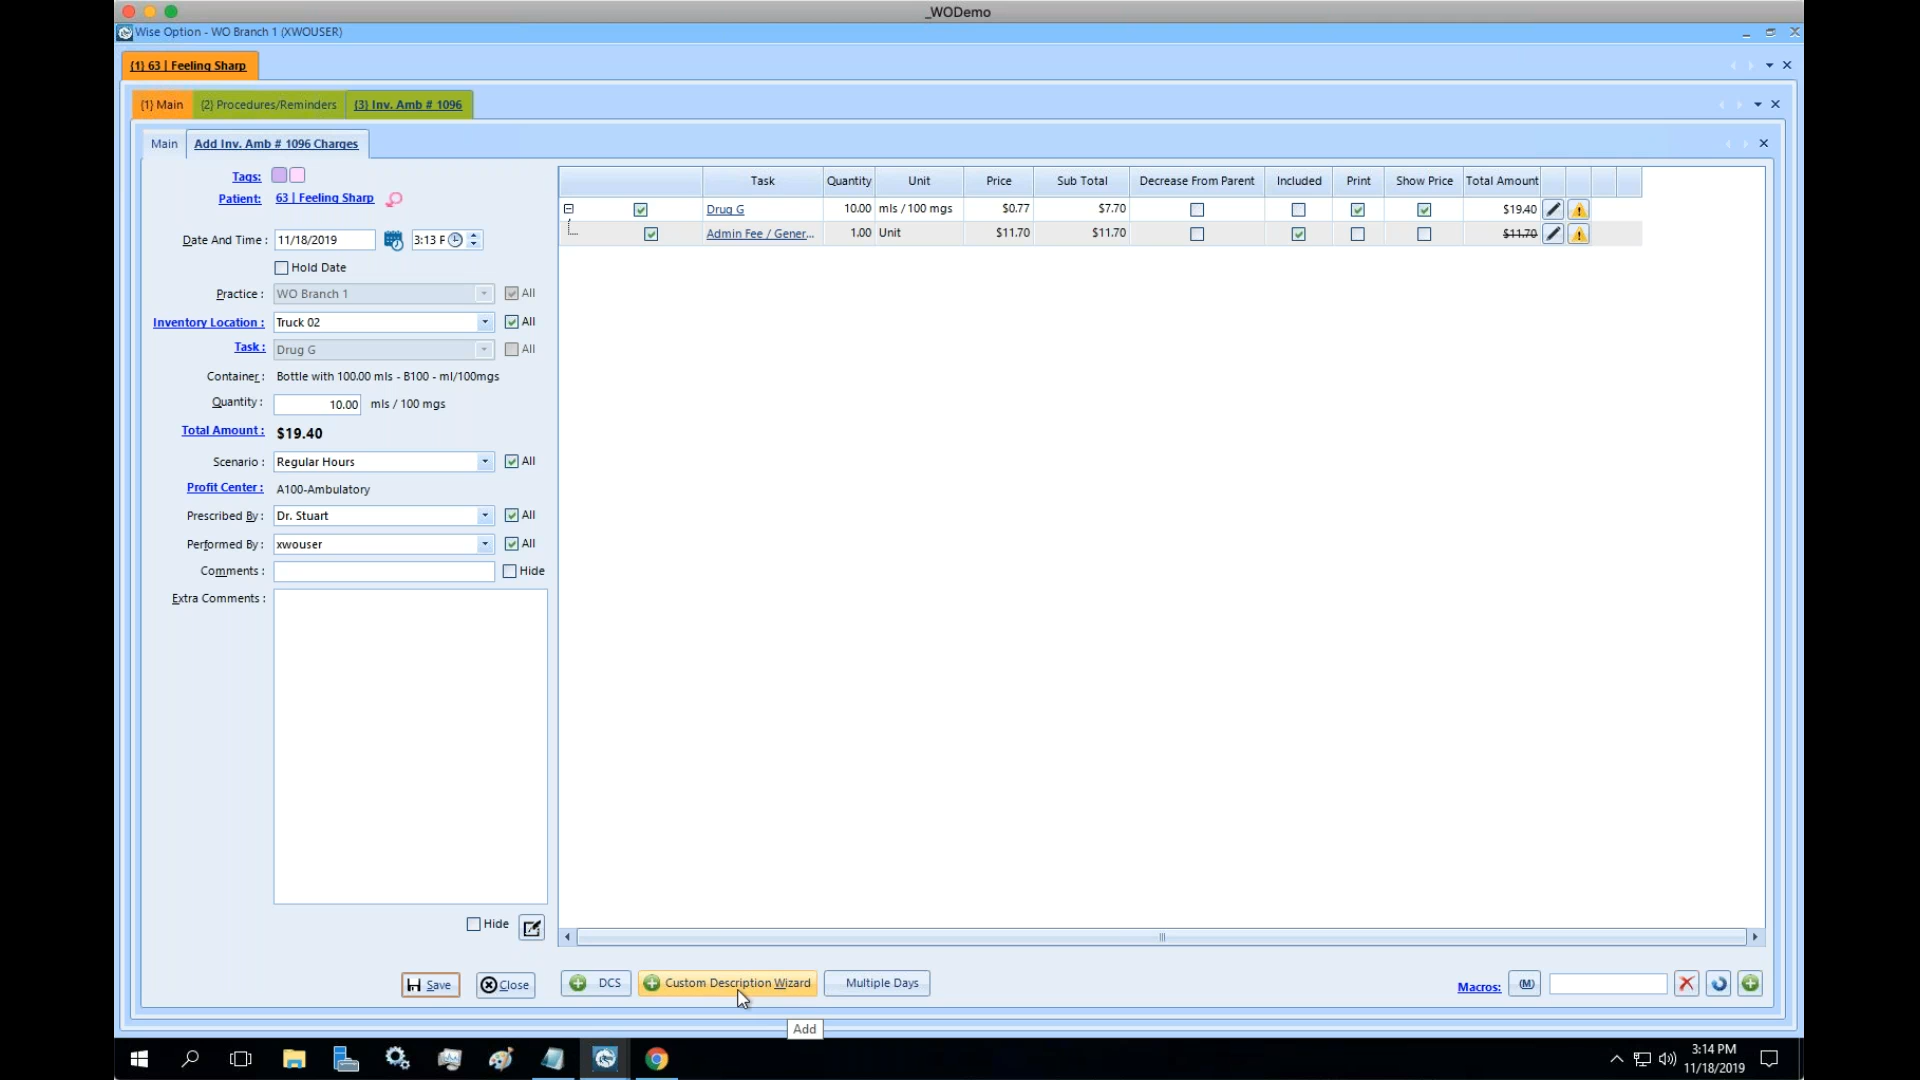 _WODemo
Wise Option - WO Branch 1 (XWOUSER)
{1} 63 | Feeling Sharp
{1} Main {2} Procedures/Reminders {3} Inv. Amb # 1096
Main Add Inv. Amb # 1096 Charges
Tags:
Patient: 63 | Feeling Sharp
Date And Time : 11/18/2019 3:13 P
Hold Date
Practice : WO Branch 1 All
Inventory Location : Truck 02 All
Task : Drug G All
Container : Bottle with 100.00 mls - B100 - ml/100mgs
Quantity : 10.00 mls / 100 mgs
Total Amount : $19.40
Scenario : Regular Hours All
Profit Center : A100-Ambulatory
Prescribed By : Dr. Stuart All
Performed By : xwouser All
Comments : Hide
Extra Comments :
Hide
Task Quantity Unit Price Sub Total Decrease From Parent Included Print Show Price Total Amount
Drug G 10.00 mls / 100 mgs $0.77 $7.70 $19.40
Admin Fee / Gener... 1.00 Unit $11.70 $11.70 $11.70
Save Close DCS Custom Description Wizard Multiple Days Macros: (M)
Add
3:14 PM
11/18/2019